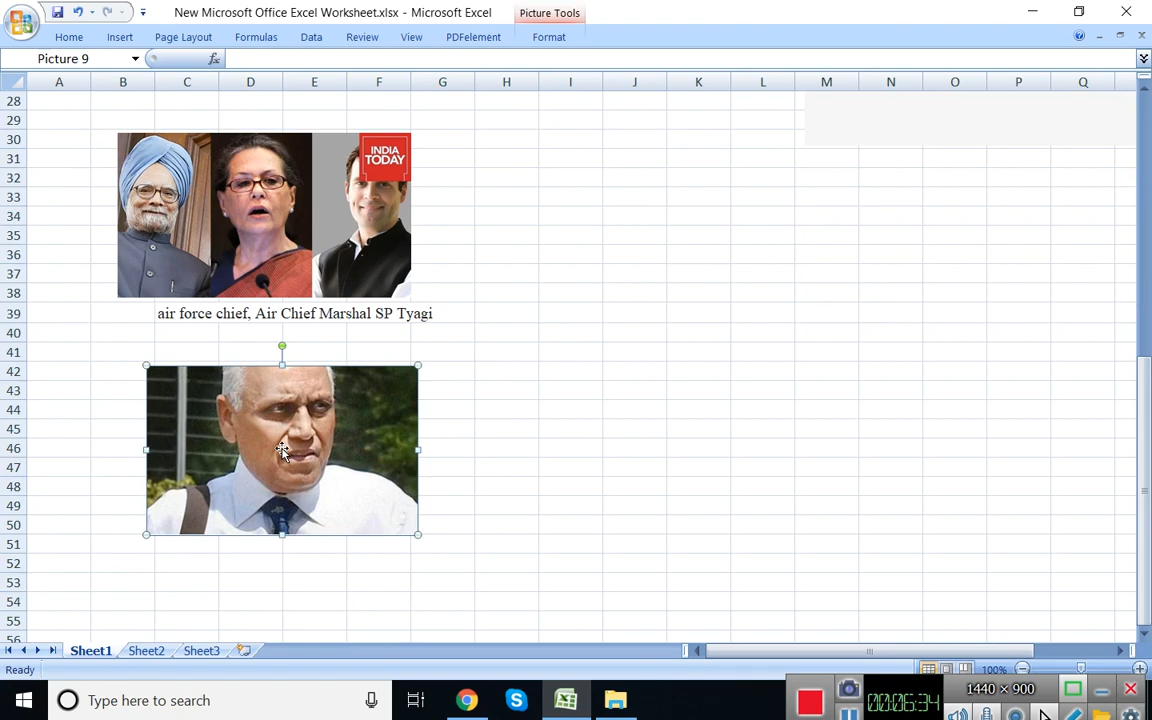 New Microsoft Office Excel Worksheet.xlsx - Microsoft Excel
Picture Tools
Home Insert Page Layout Formulas Data Review View PDFelement Format
Picture 9 fx
A B C D E F G H I J K L M N O P Q
28
29
30
31
32
33
34
35
36
37
38
39
40
41
42
43
44
45
46
47
48
49
50
51
52
53
54
55
56
INDIA
TODAY
air force chief, Air Chief Marshal SP Tyagi
Sheet1 Sheet2 Sheet3
Ready 100%
Type here to search
1440 × 900
00:06:34